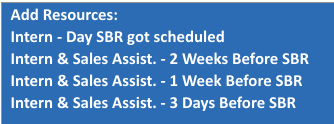 Add Resources:
Intern - Day SBR got scheduled
Intern & Sales Assist. - 2 Weeks Before SBR
Intern & Sales Assist. - 1 Week Before SBR
Intern & Sales Assist. - 3 Days Before SBR